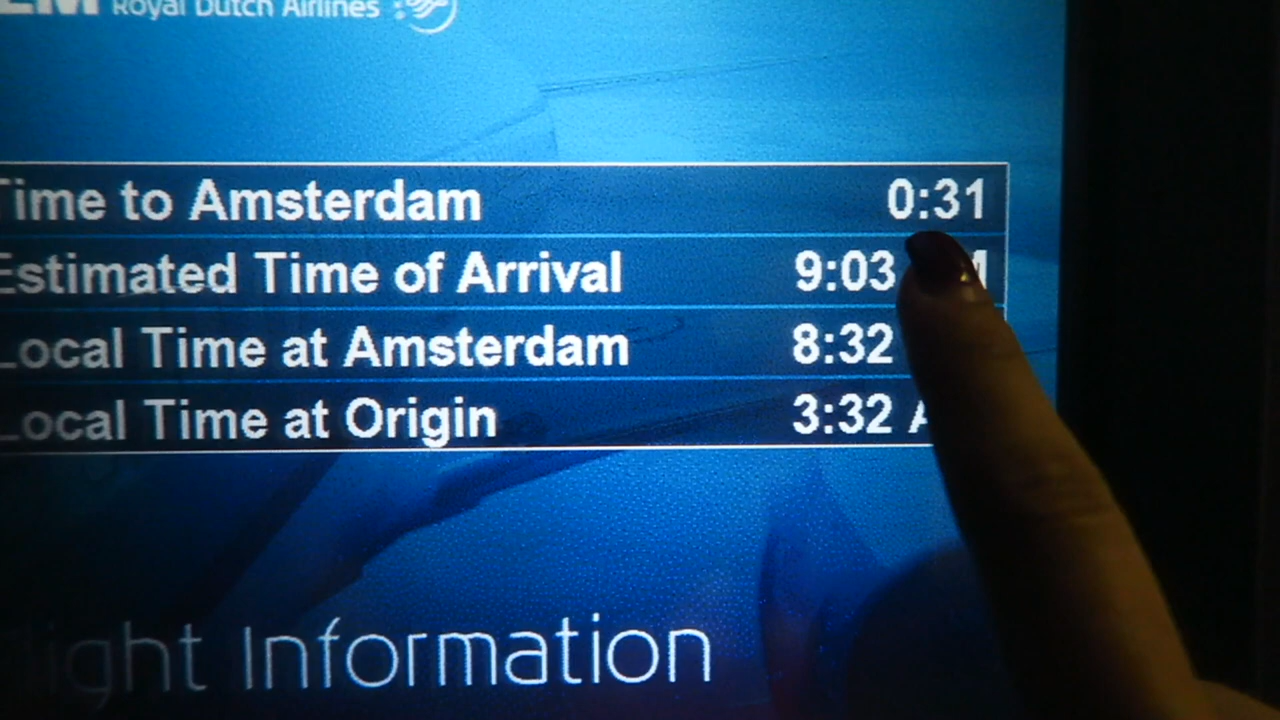 Royal Dutch Airlines
Time to Amsterdam 0:31
Estimated Time of Arrival 9:03
Local Time at Amsterdam 8:32
Local Time at Origin 3:32
Flight Information